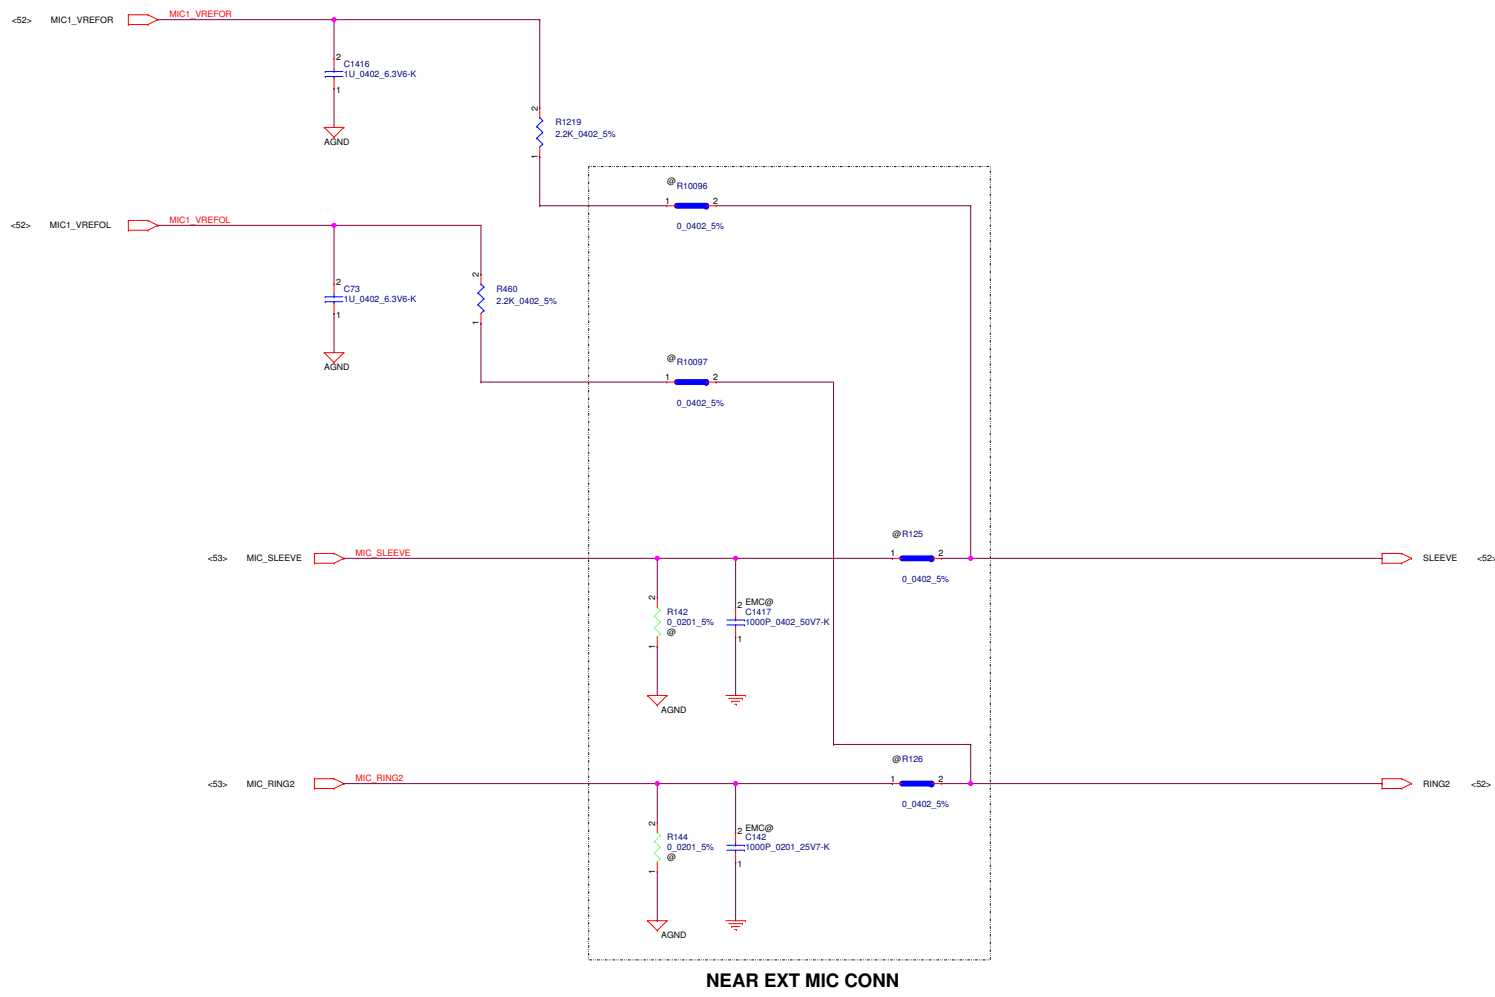 <52> MIC1_VREFOR MIC1_VREFOR
2
C1416
1U_0402_6.3V6-K
1
AGND
2
R1219
2.2K_0402_5%
1
@
R10096
1 2
0_0402_5%
<52> MIC1_VREFOL MIC1_VREFOL
2
C73
1U_0402_6.3V6-K
1
AGND
2
R460
2.2K_0402_5%
1
@
R10097
1 2
0_0402_5%
@R125
1 2
0_0402_5%
<53> MIC_SLEEVE MIC_SLEEVE
SLEEVE <52>
2
R142
0_0201_5%
@
1
AGND
2 EMC@
C1417
1000P_0402_50V7-K
1
@R126
1 2
0_0402_5%
<53> MIC_RING2 MIC_RING2
RING2 <52>
2
R144
0_0201_5%
@
1
AGND
2 EMC@
C142
1000P_0201_25V7-K
1
NEAR EXT MIC CONN